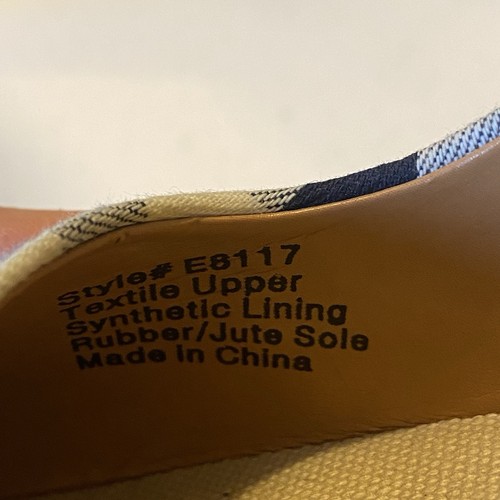 Style# E8117
Textile Upper
Synthetic Lining
Rubber/Jute Sole
Made in China